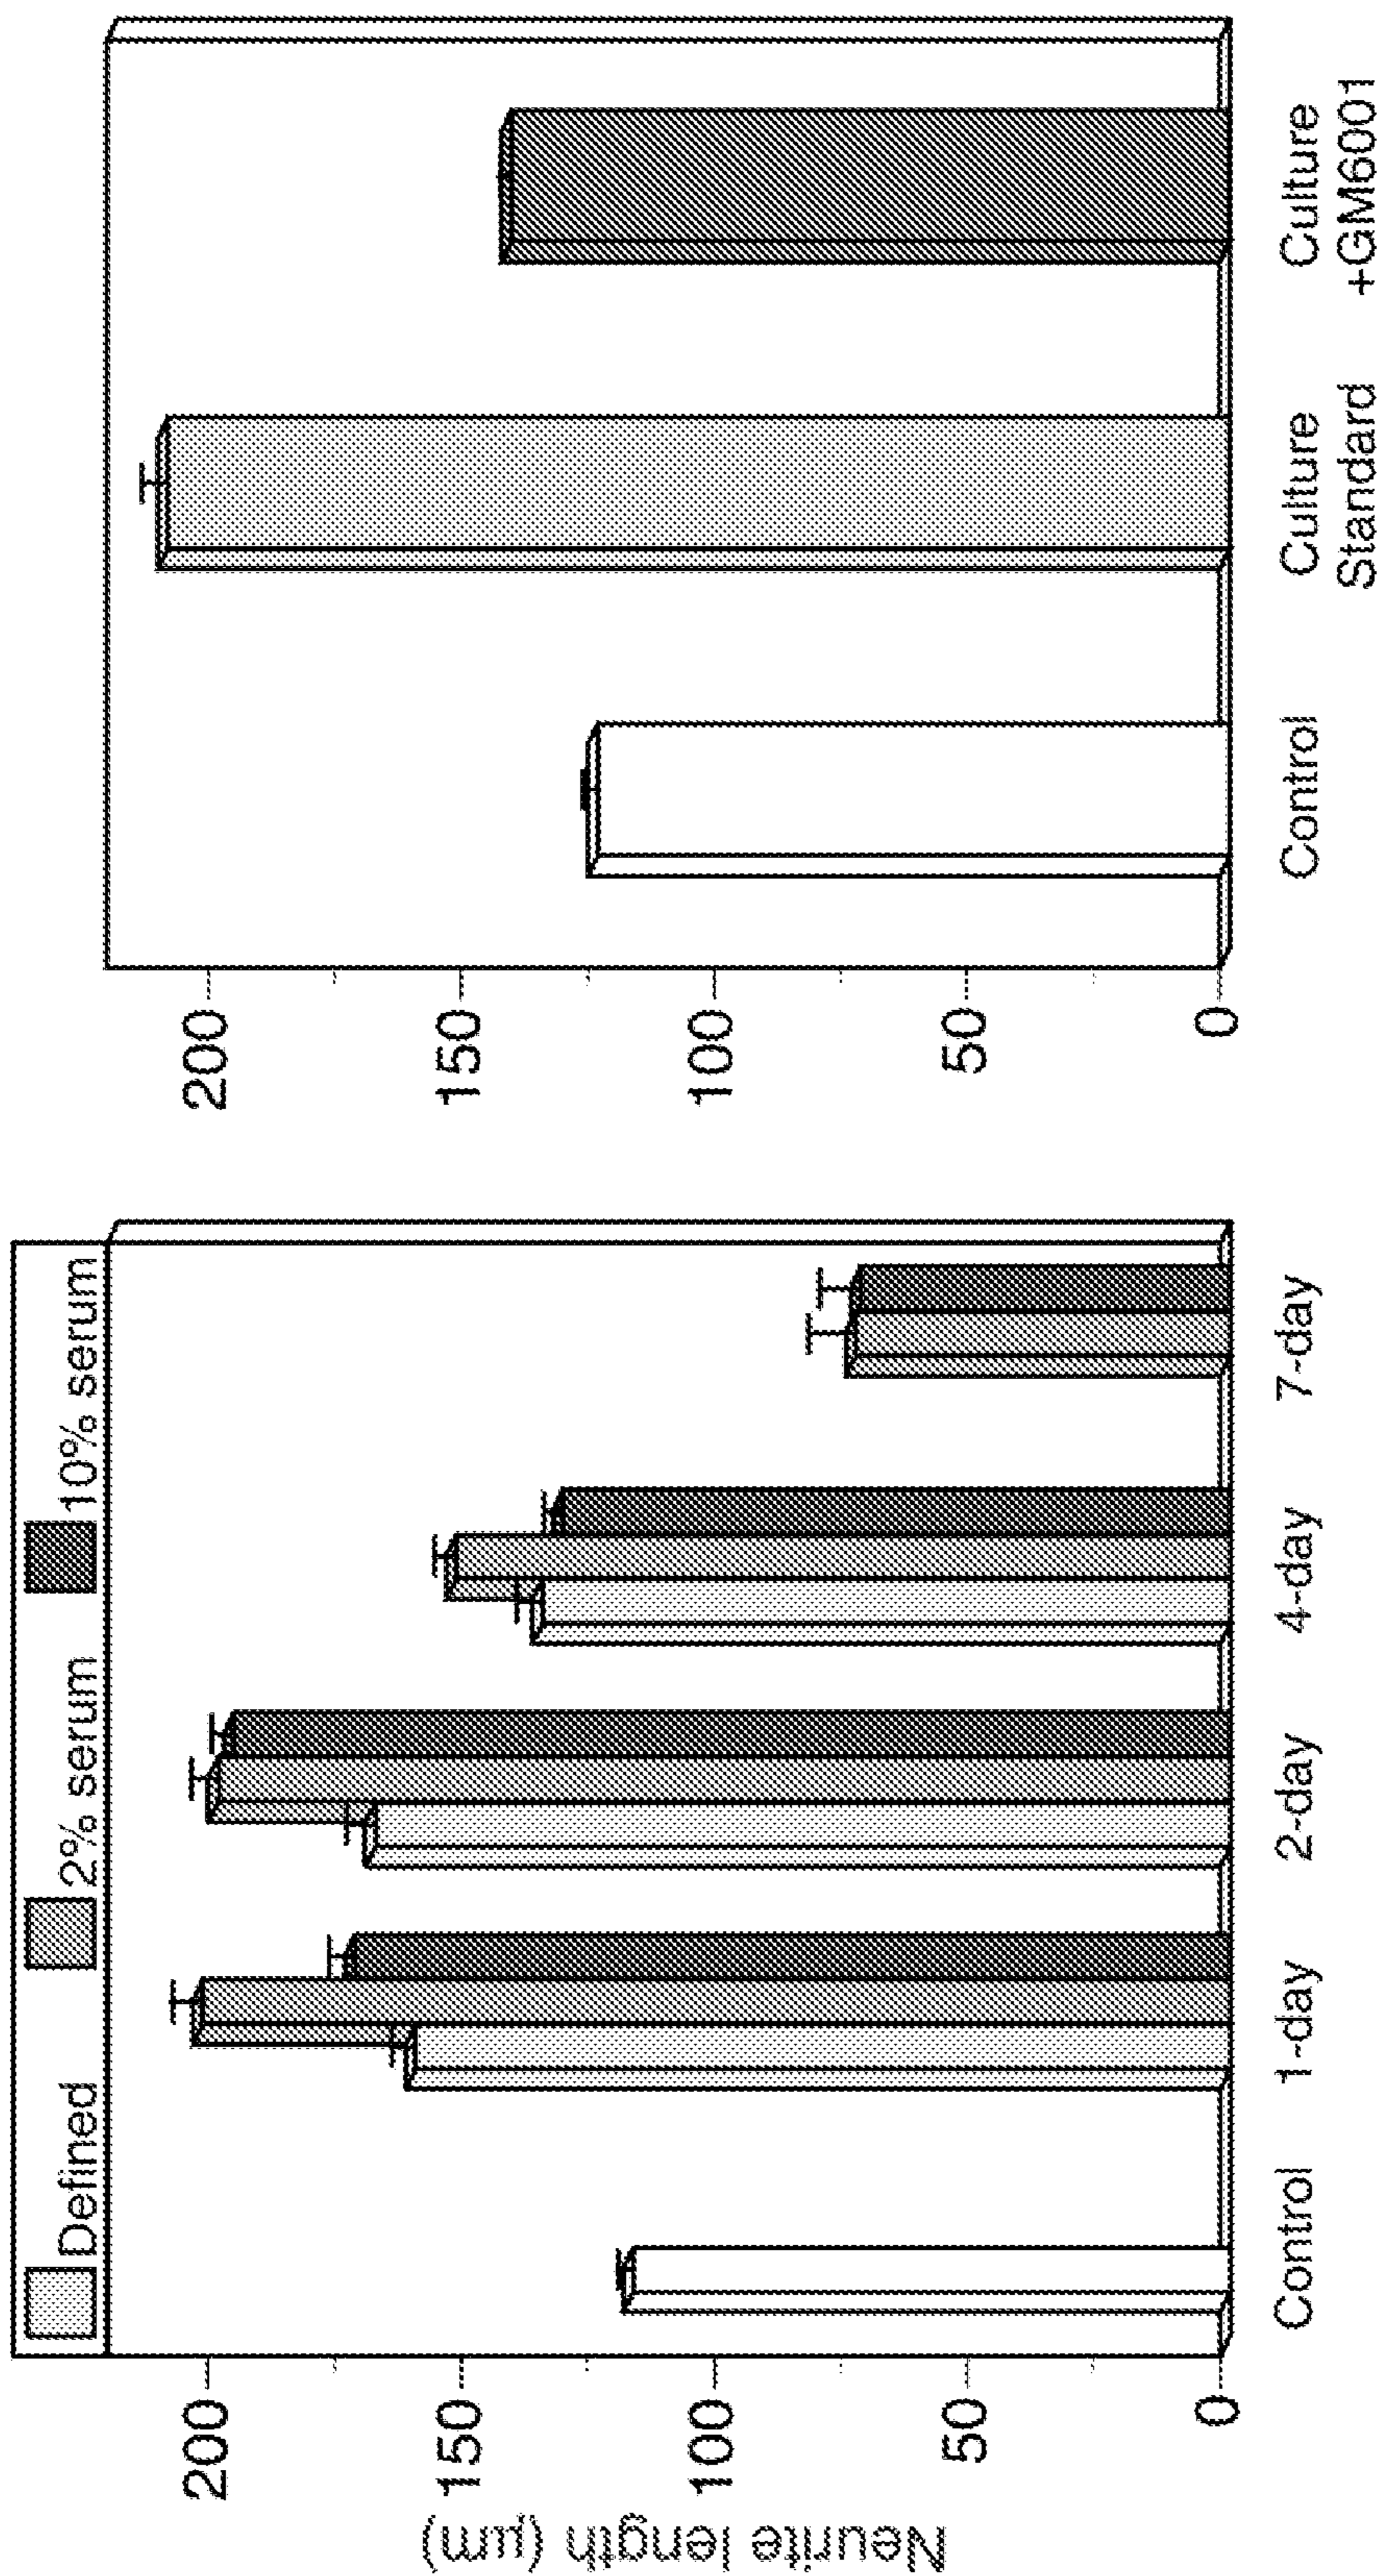 Defined 2% serum 10% serum
Neurite length (μm)
200
150
100
50
0
Control 1-day 2-day 4-day 7-day
200
150
100
50
0
Control Culture Culture
Standard +GM6001